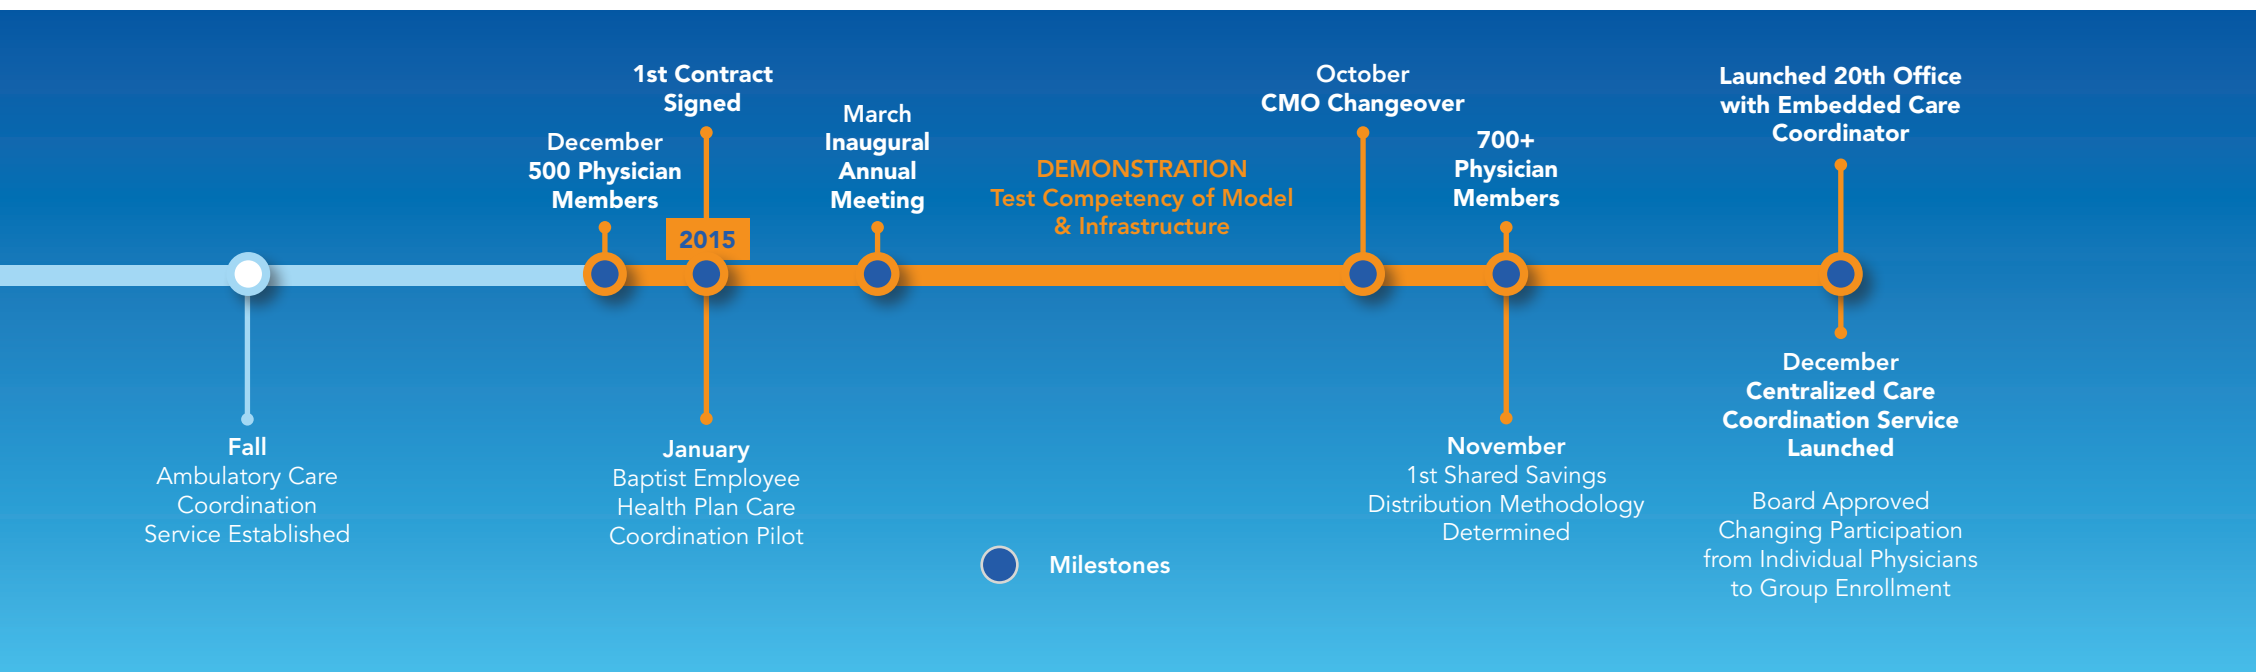 Fall
Ambulatory Care
Coordination
Service Established
December
500 Physician
Members
1st Contract
Signed
2015
January
Baptist Employee
Health Plan Care
Coordination Pilot
March
Inaugural
Annual
Meeting
DEMONSTRATION
Test Competency of Model
& Infrastructure
October
CMO Changeover
700+
Physician
Members
November
1st Shared Savings
Distribution Methodology
Determined
Launched 20th Office
with Embedded Care
Coordinator
December
Centralized Care
Coordination Service
Launched
Board Approved
Changing Participation
from Individual Physicians
to Group Enrollment
Milestones